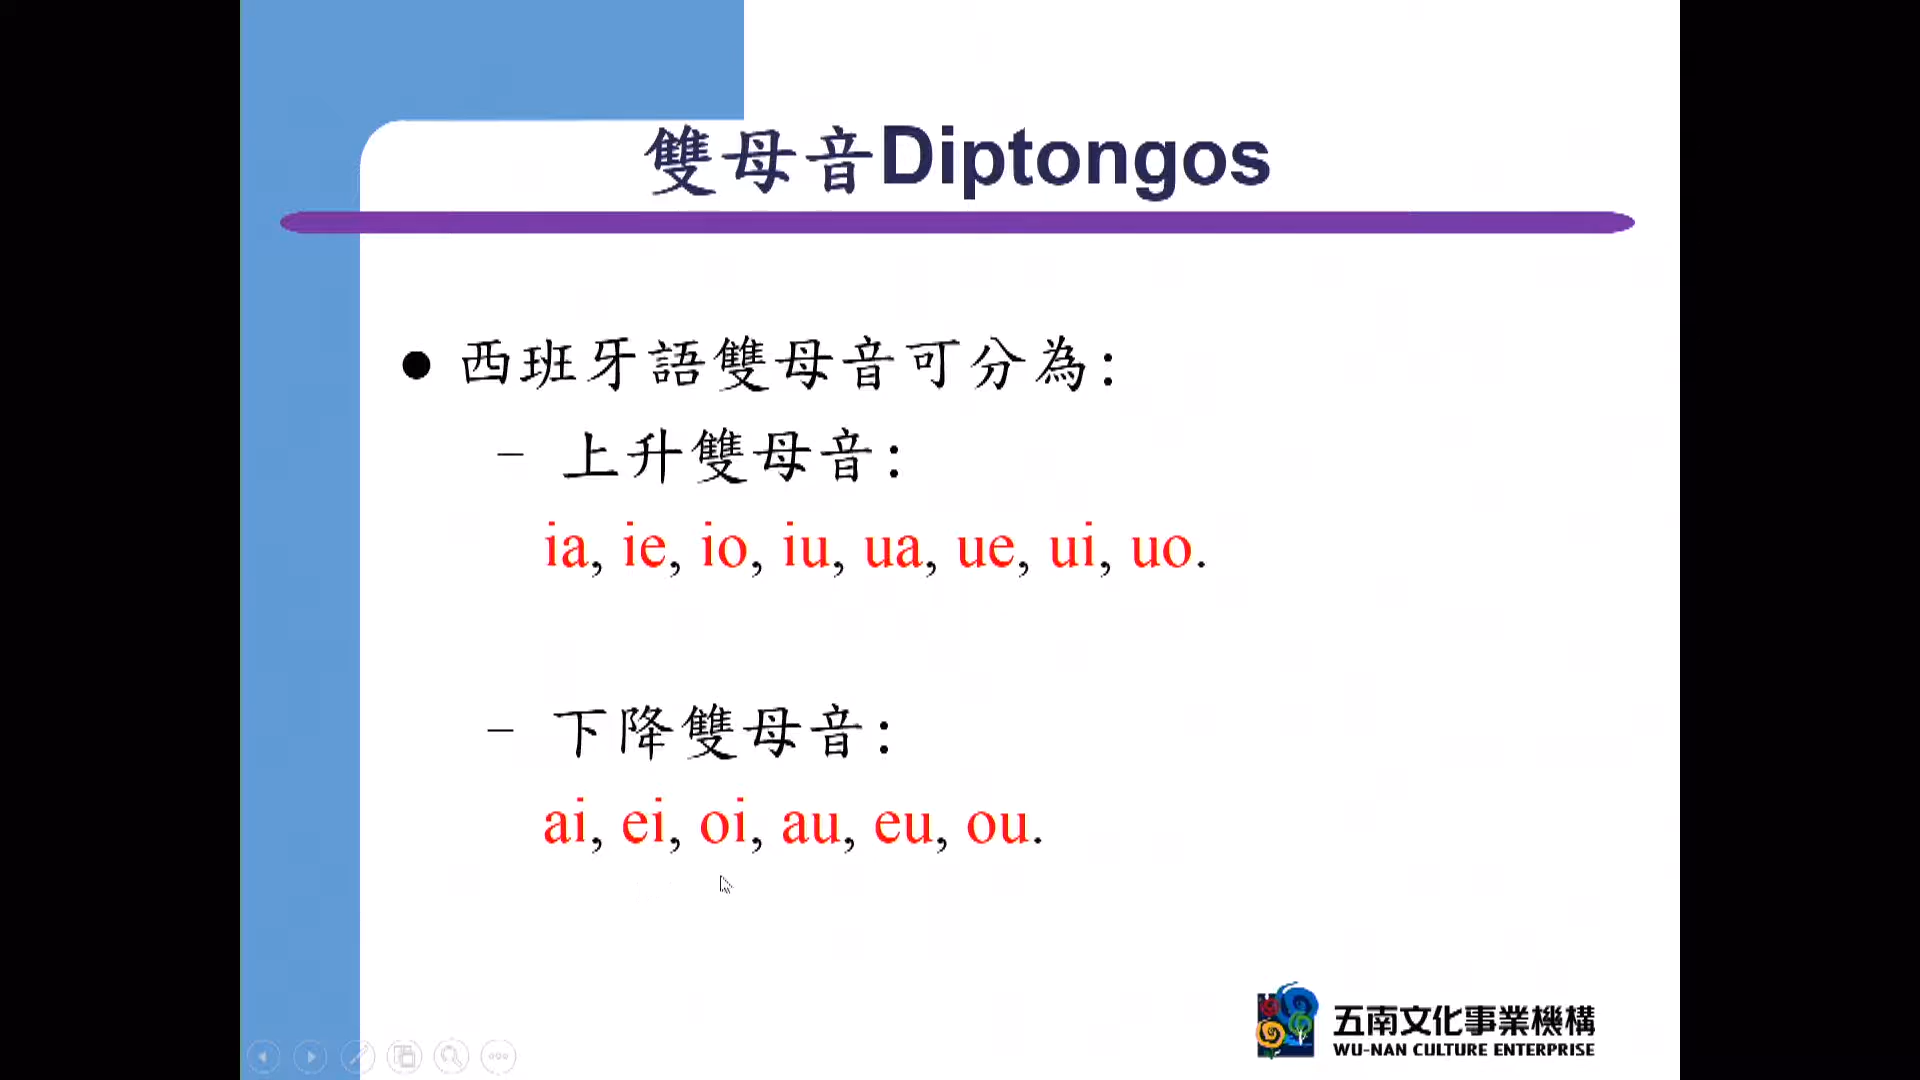 雙母音Diptongos
● 西班牙語雙母音可分為:
– 上升雙母音:
ia, ie, io, iu, ua, ue, ui, uo.
– 下降雙母音:
ai, ei, oi, au, eu, ou.
五南文化事業機構
WU-NAN CULTURE ENTERPRISE